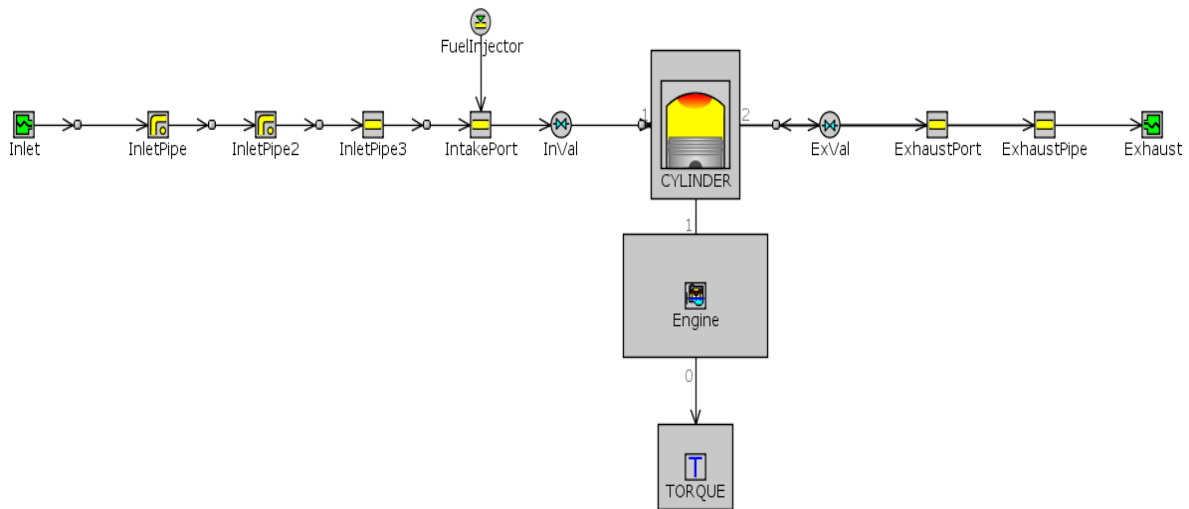 FuelInjector
1
2
Inlet
InletPipe
InletPipe2
InletPipe3
IntakePort
InVal
ExVal
ExhaustPort
ExhaustPipe
Exhaust
CYLINDER
1
Engine
0
T
TORQUE